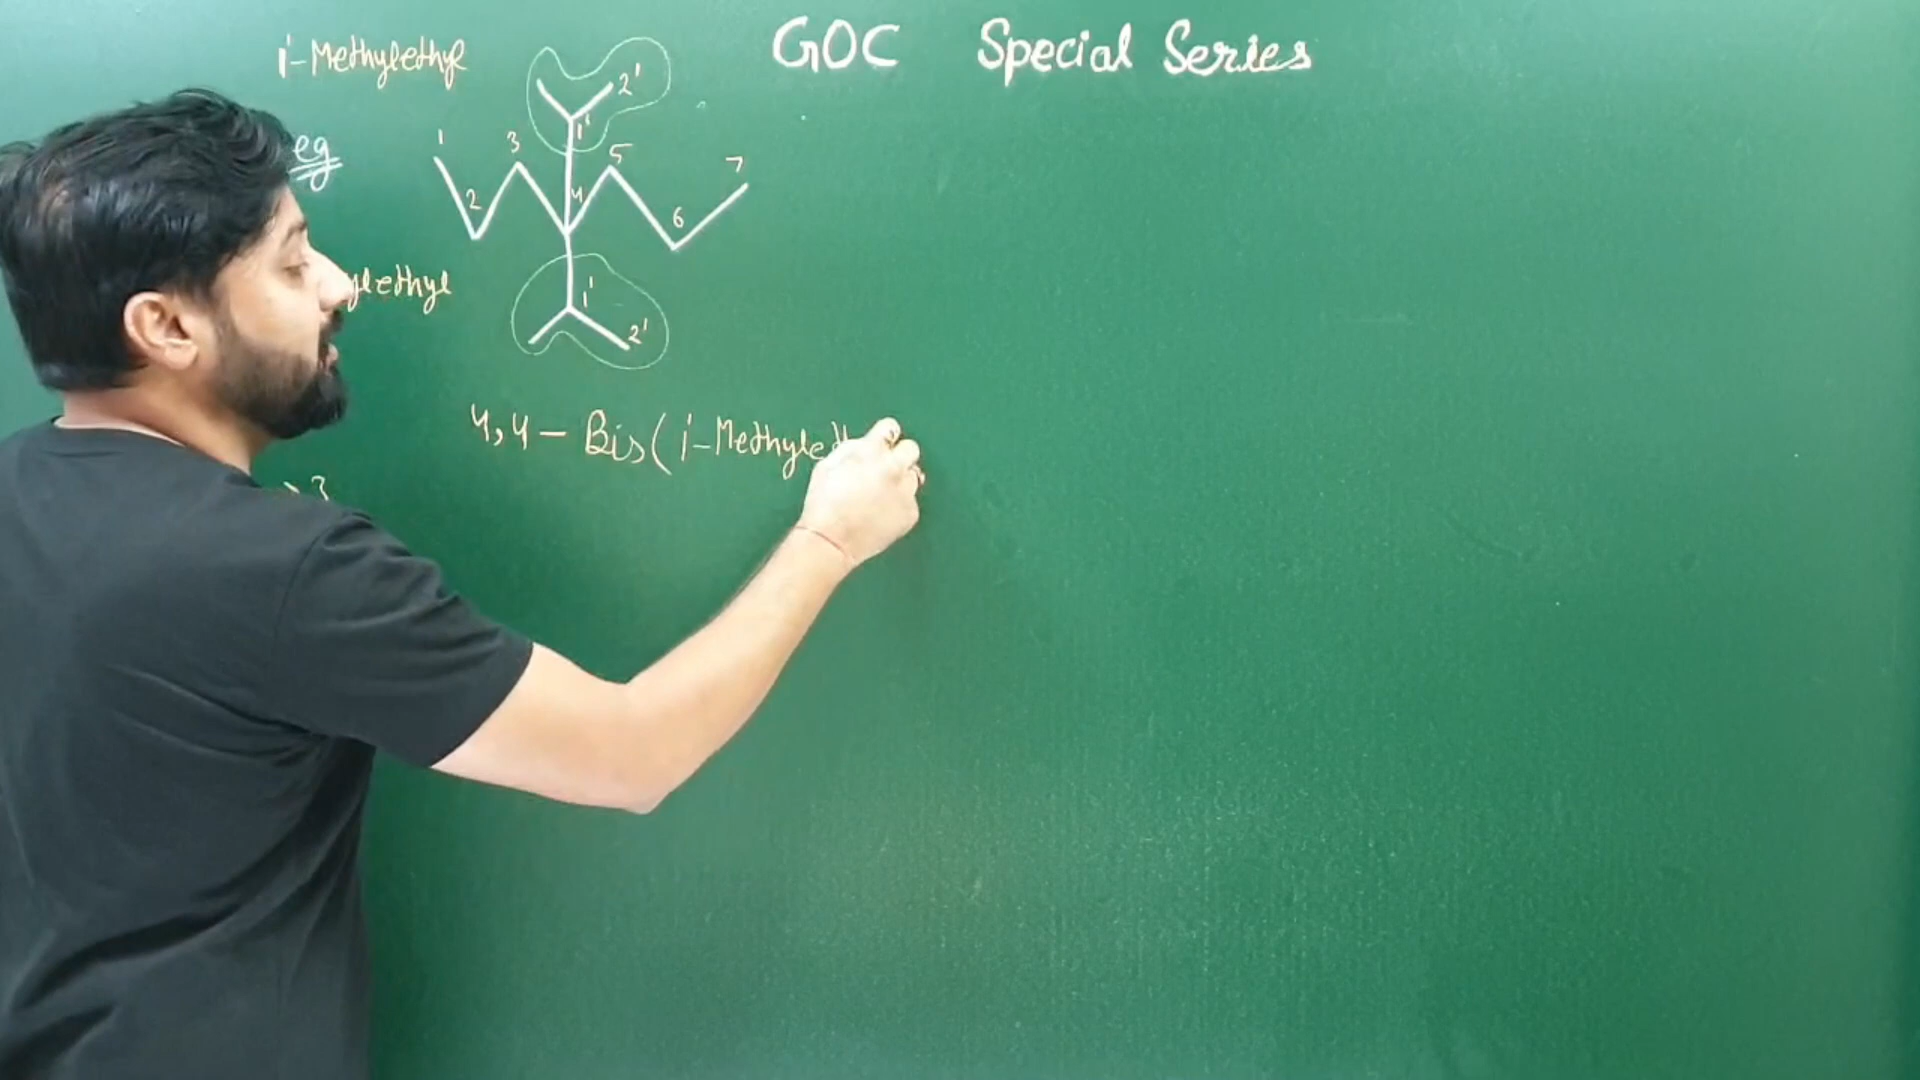 GOC Special Series
1'-Methylethyl
eg
2'
1'
1 2 3 4 5 6 7
ylethyl
1'
2'
4,4-Bis(1'-Methyle
3